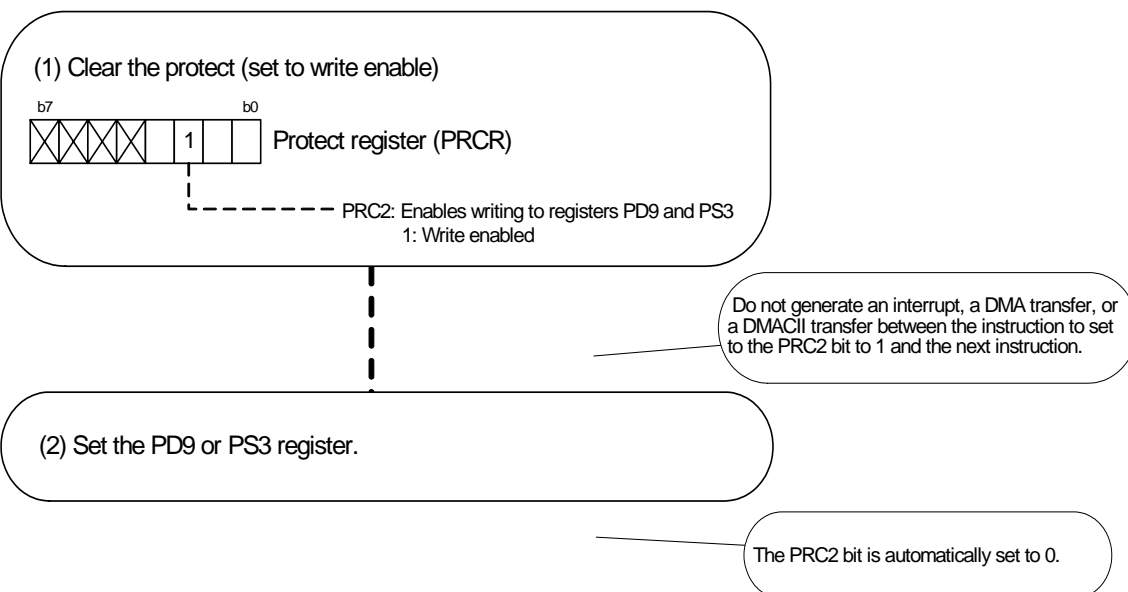 (1) Clear the protect (set to write enable)
b7 b0
1 Protect register (PRCR)
PRC2: Enables writing to registers PD9 and PS3
1: Write enabled
Do not generate an interrupt, a DMA transfer, or
a DMACII transfer between the instruction to set
to the PRC2 bit to 1 and the next instruction.
(2) Set the PD9 or PS3 register.
The PRC2 bit is automatically set to 0.